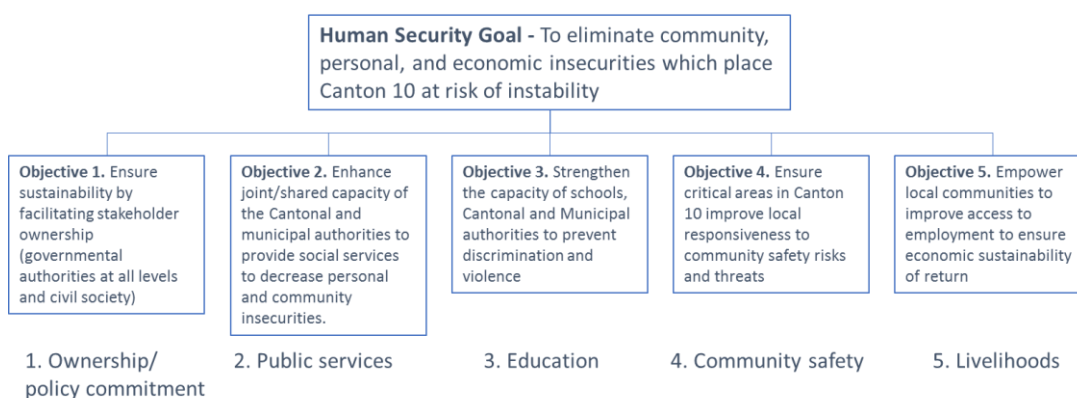 Human Security Goal - To eliminate community,
personal, and economic insecurities which place
Canton 10 at risk of instability
Objective 1. Ensure
sustainability by
facilitating stakeholder
ownership
(governmental
authorities at all levels
and civil society)
Objective 2. Enhance
joint/shared capacity of
the Cantonal and
municipal authorities to
provide social services
to decrease personal
and community
insecurities.
Objective 3. Strengthen
the capacity of schools,
Cantonal and Municipal
authorities to prevent
discrimination and
violence
Objective 4. Ensure
critical areas in Canton
10 improve local
responsiveness to
community safety risks
and threats
Objective 5. Empower
local communities to
improve access to
employment to ensure
economic sustainability
of return
1. Ownership/
policy commitment
2. Public services
3. Education
4. Community safety
5. Livelihoods